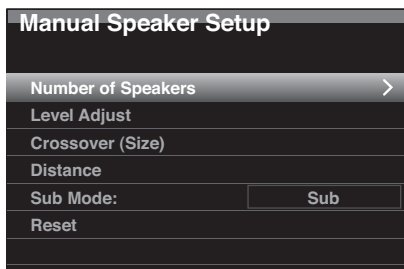 Manual Speaker Setup
Number of Speakers
Level Adjust
Crossover (Size)
Distance
Sub Mode: Sub
Reset